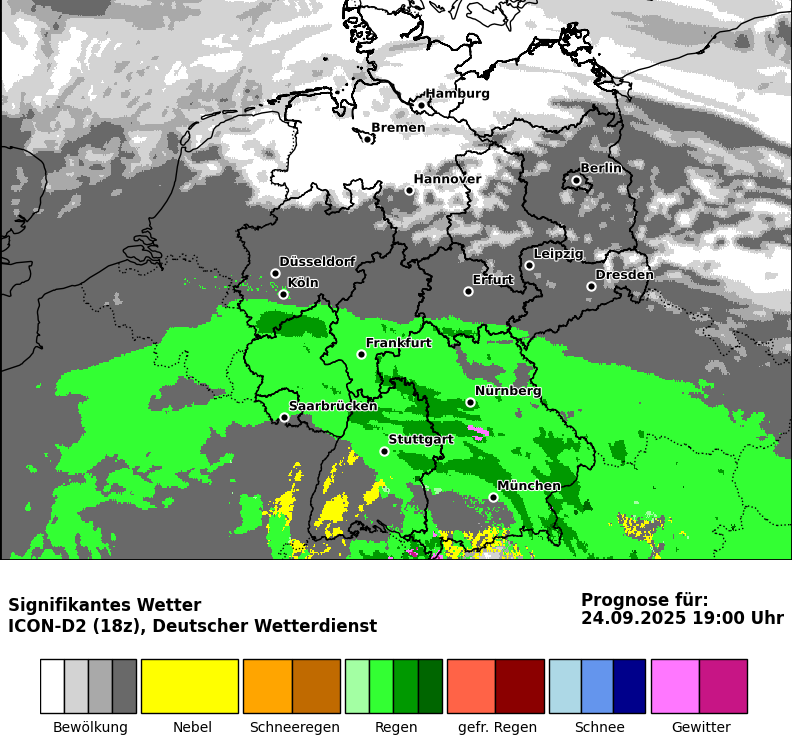 Hamburg
Bremen
Berlin
Hannover
Leipzig
Düsseldorf
Dresden
Köln
Erfurt
Frankfurt
Nürnberg
Saarbrücken
Stuttgart
München
Signifikantes Wetter
ICON-D2 (18z), Deutscher Wetterdienst
Prognose für:
24.09.2025 19:00 Uhr
Bewölkung Nebel Schneeregen Regen gefr. Regen Schnee Gewitter